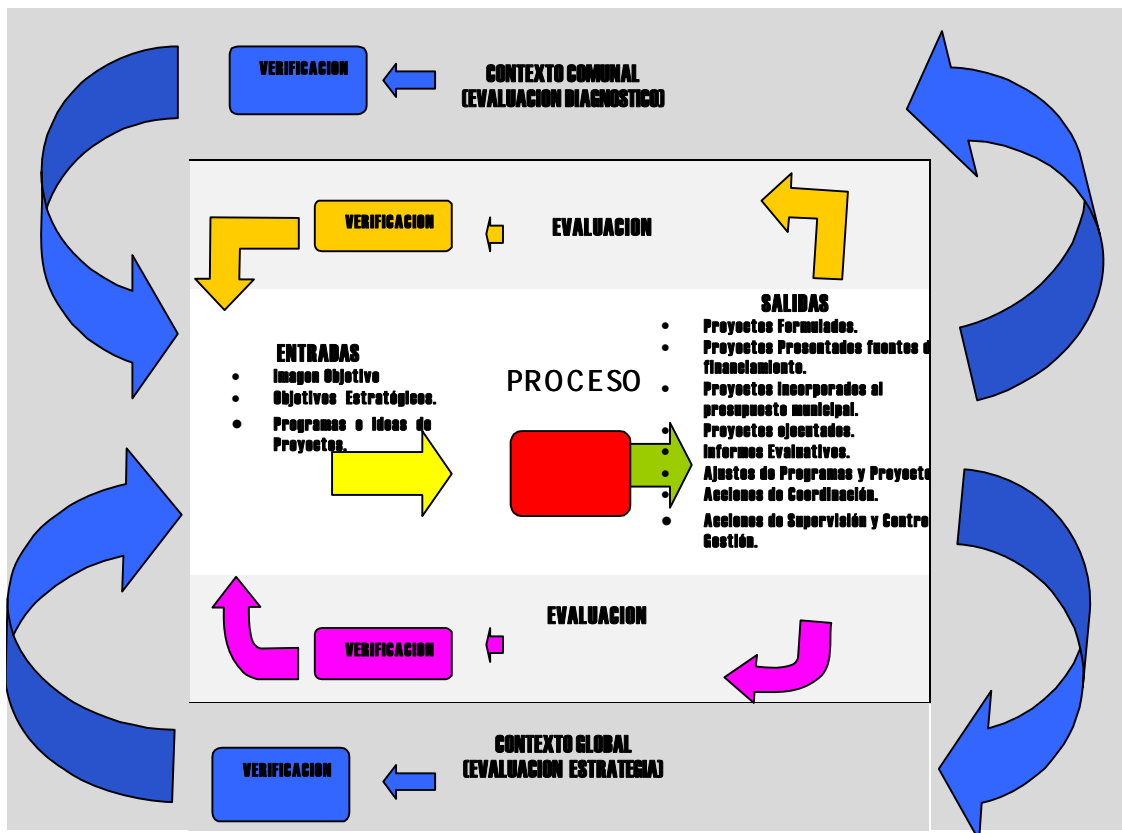 VERIFICACION
CONTEXTO COMUNAL
(EVALUACION DIAGNOSTICO)
VERIFICACION
EVALUACION
ENTRADAS
• Imagen Objetivo
• Objetivos Estratégicos.
• Programas e Ideas de
Proyectos.
PROCESO
SALIDAS
• Proyectos Formulados.
• Proyectos Presentados fuentes d
financiamiento.
• Proyectos incorporados al
presupuesto municipal.
• Proyectos ejecutados.
• Informes Evaluativos.
• Ajustes de Programas y Proyecto
• Acciones de Coordinación.
• Acciones de Supervisión y Contro
Gestión.
VERIFICACION
EVALUACION
VERIFICACION
CONTEXTO GLOBAL
(EVALUACION ESTRATEGIA)